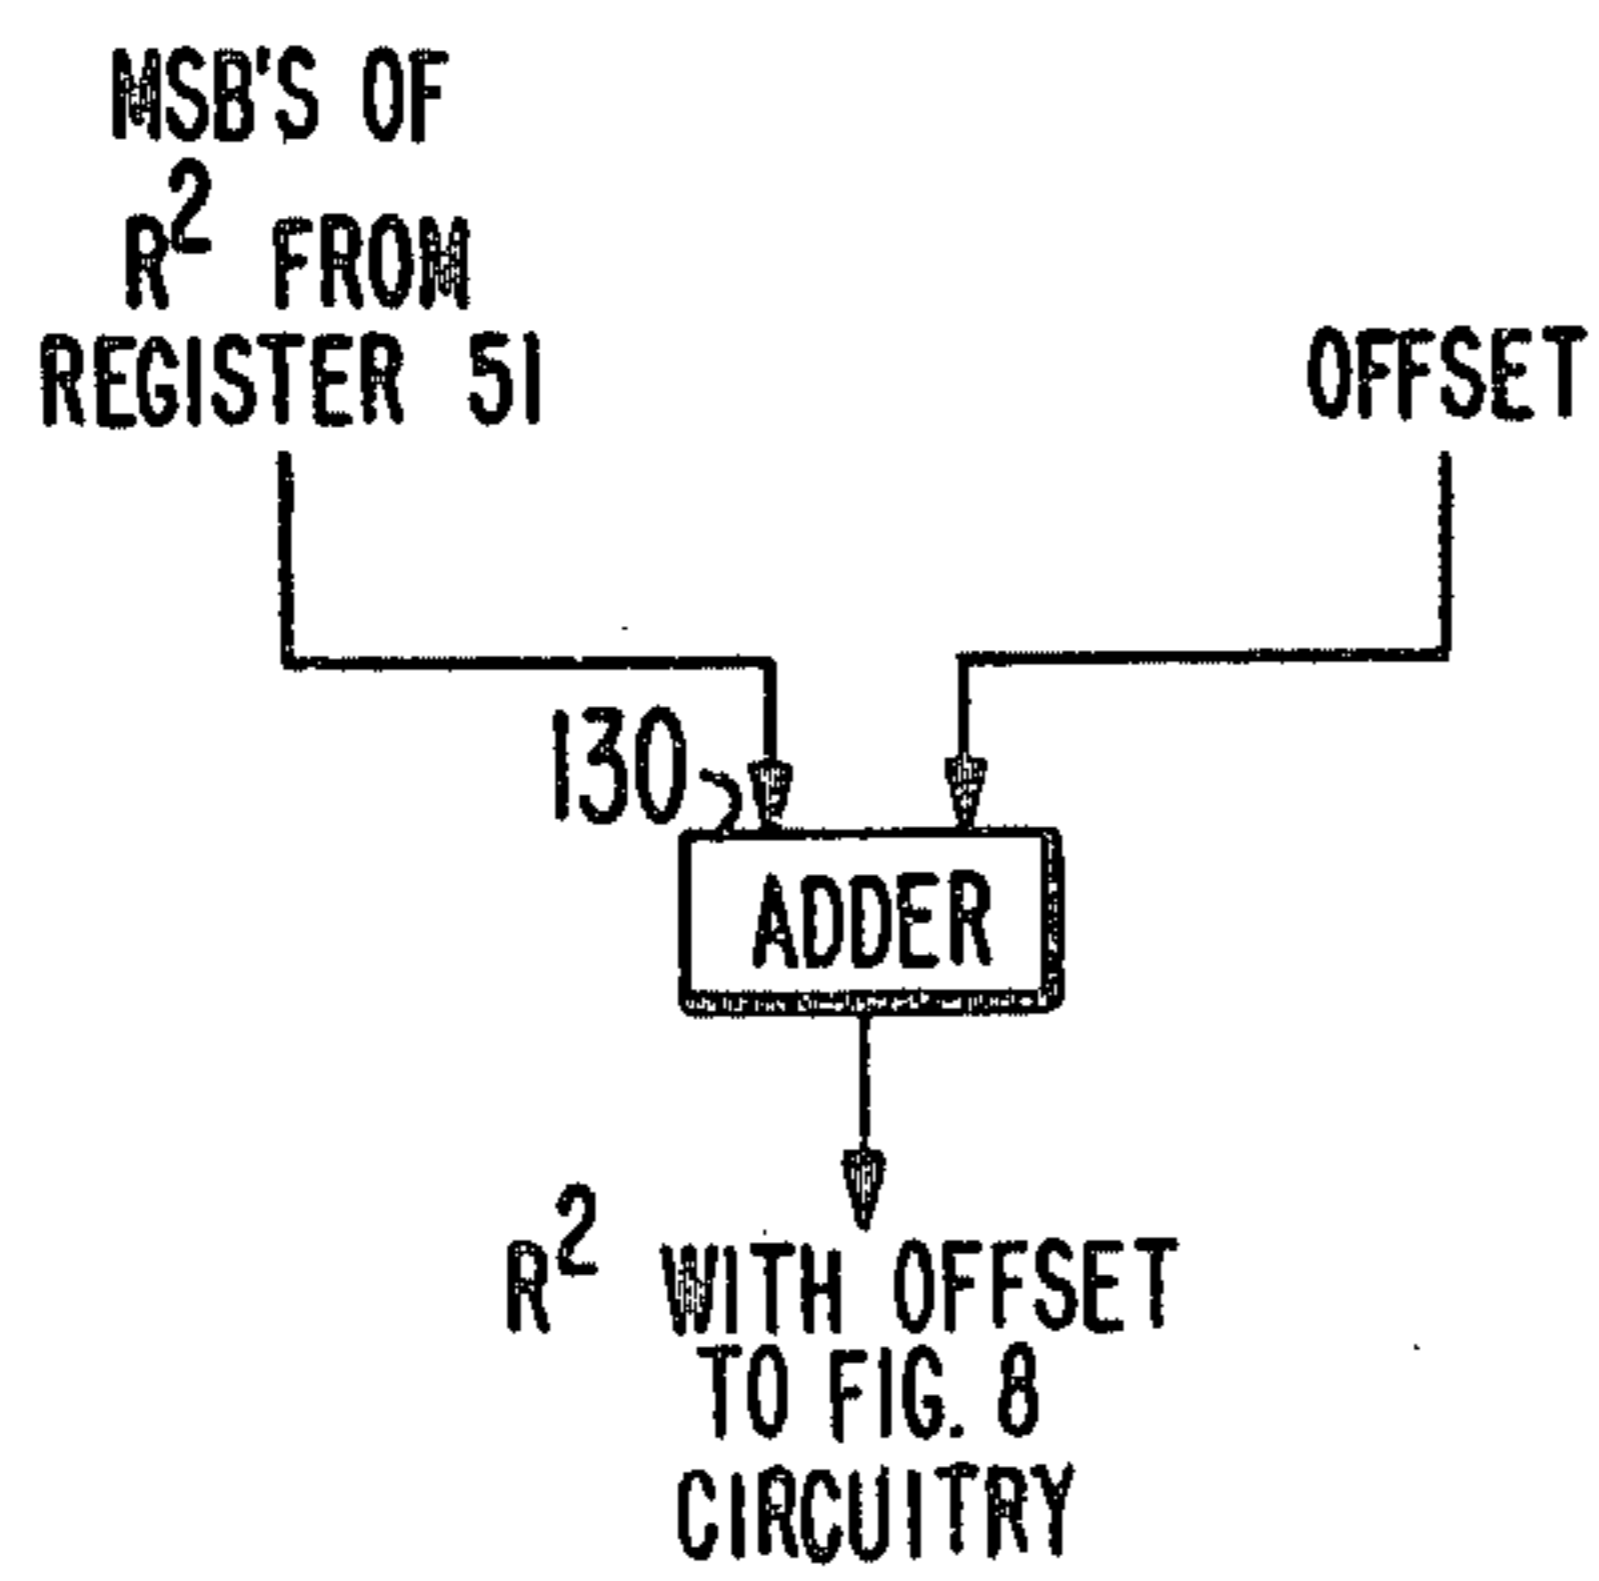 MSB'S OF
R² FROM
REGISTER 51
OFFSET
130
ADDER
R² WITH OFFSET
TO FIG. 8
CIRCUITRY